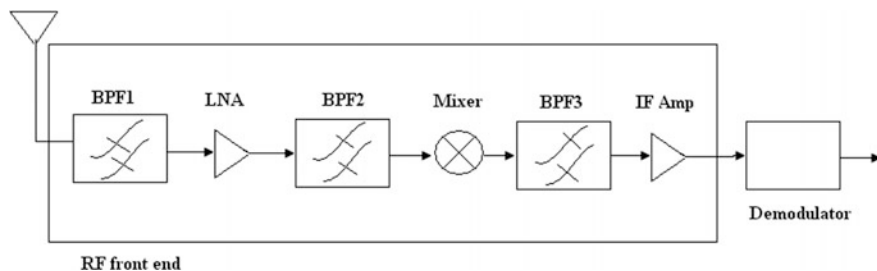 BPF1
LNA
BPF2
Mixer
BPF3
IF Amp
Demodulator
RF front end